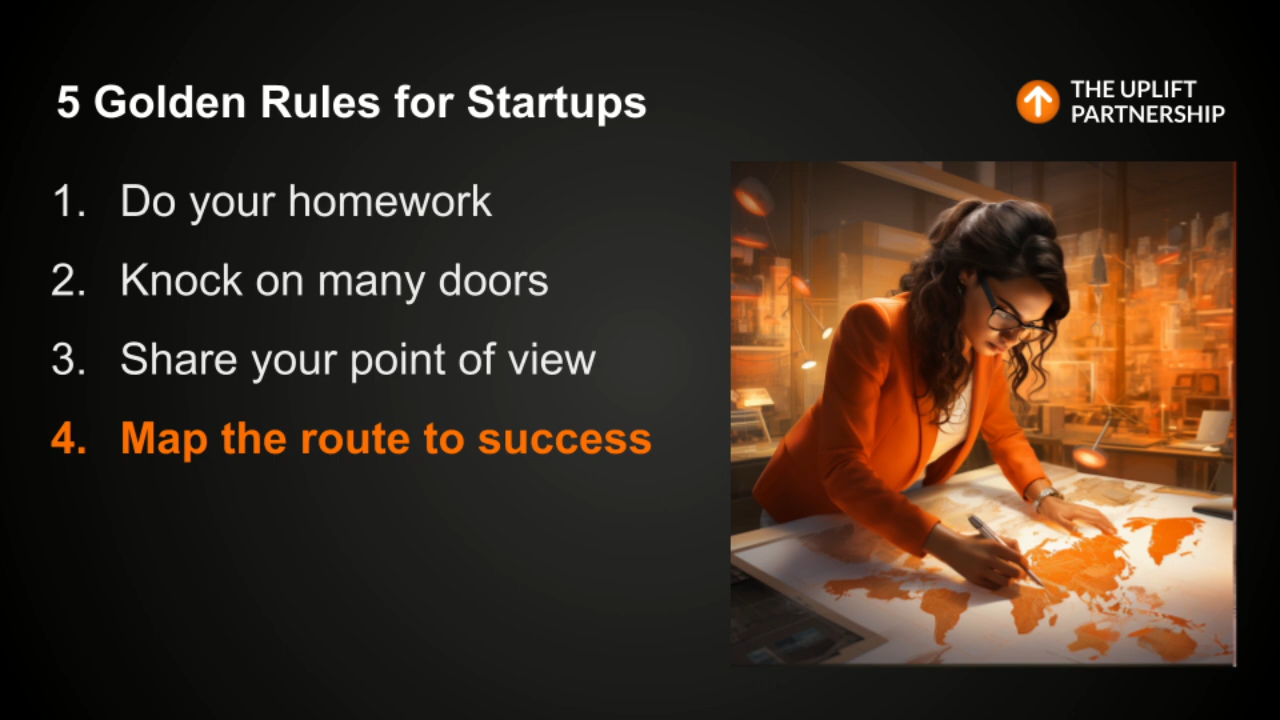 5 Golden Rules for Startups
THE UPLIFT
PARTNERSHIP
1. Do your homework
2. Knock on many doors
3. Share your point of view
4. Map the route to success